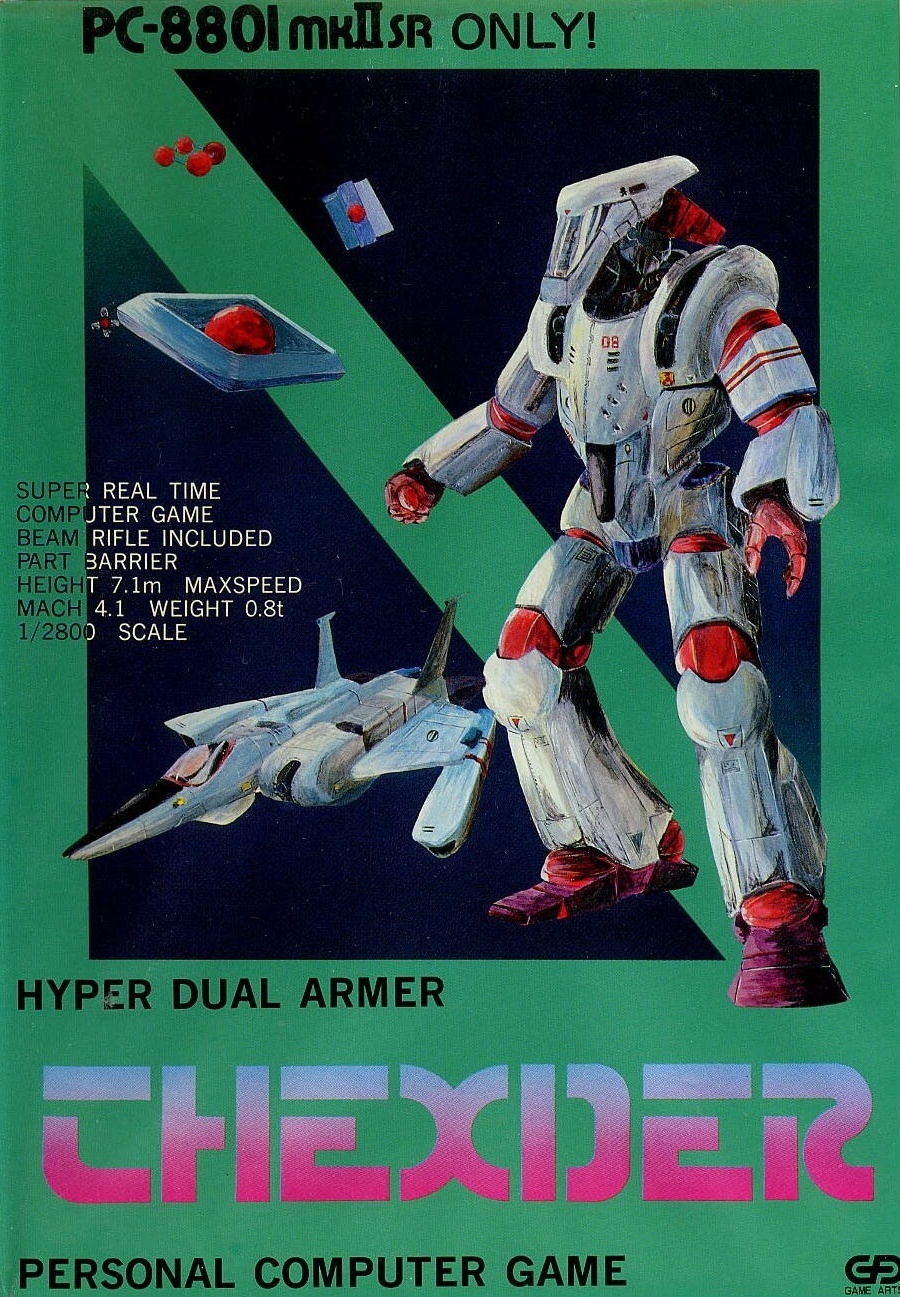 PC-8801mkIISR ONLY!
08
SUPER REAL TIME
COMPUTER GAME
BEAM RIFLE INCLUDED
PART BARRIER
HEIGHT 7.1m MAXSPEED
MACH 4.1 WEIGHT 0.8t
1/2800 SCALE
HYPER DUAL ARMER
THEXDER
PERSONAL COMPUTER GAME
GAME ARTS